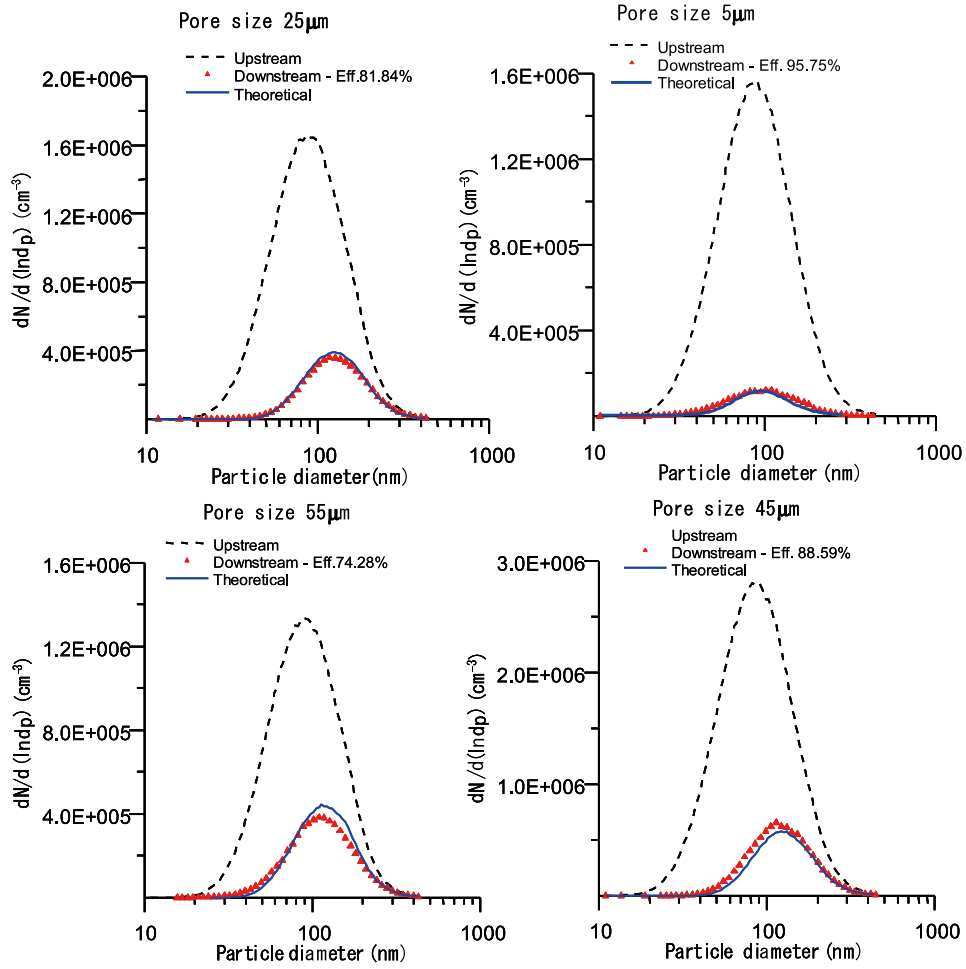 Pore size 25μm
Upstream
Downstream - Eff.81.84%
Theoretical
2.0E+006
1.6E+006
1.2E+006
8.0E+005
4.0E+005
dN/d(lndp)(cm⁻³)
10
100
1000
Particle diameter(nm)
Pore size 5μm
Upstream
Downstream - Eff. 95.75%
Theoretical
1.6E+006
1.2E+006
8.0E+005
4.0E+005
dN/d(lndp)(cm⁻³)
10
100
1000
Particle diameter(nm)
Pore size 55μm
Upstream
Downstream - Eff.74.28%
Theoretical
1.6E+006
1.2E+006
8.0E+005
4.0E+005
dN/d(lndp)(cm⁻³)
10
100
1000
Particle diameter(nm)
Pore size 45μm
Upstream
Downstream - Eff. 88.59%
Theoretical
3.0E+006
2.0E+006
1.0E+006
dN/d(lndp)(cm⁻³)
10
100
1000
Particle diameter(nm)